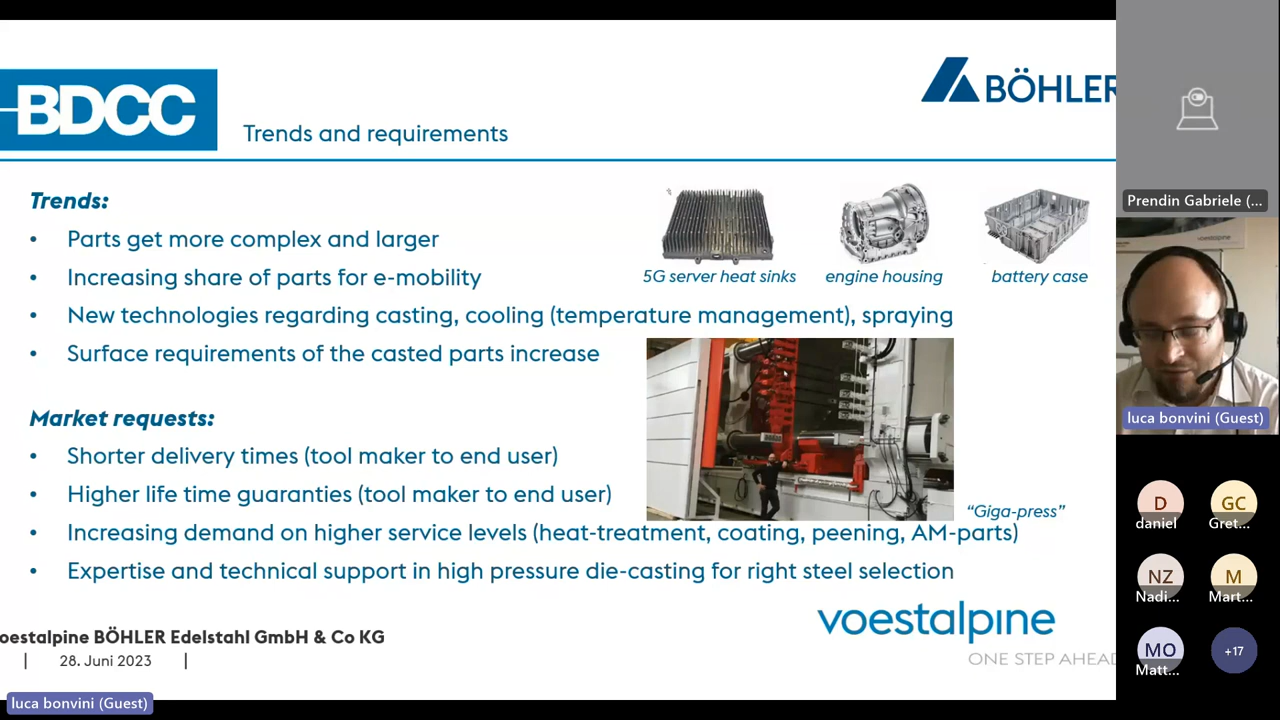 BDCC
BÖHLER
Trends and requirements
Trends:
• Parts get more complex and larger
• Increasing share of parts for e-mobility
• New technologies regarding casting, cooling (temperature management), spraying
• Surface requirements of the casted parts increase
5G server heat sinks
engine housing
battery case
Market requests:
• Shorter delivery times (tool maker to end user)
• Higher life time guaranties (tool maker to end user)
• Increasing demand on higher service levels (heat-treatment, coating, peening, AM-parts)
• Expertise and technical support in high pressure die-casting for right steel selection
"Giga-press"
voestalpine
ONE STEP AHEA
oestalpine BÖHLER Edelstahl GmbH & Co KG
| 28. Juni 2023 |
luca bonvini (Guest)
Prendin Gabriele (...
voestalpine
luca bonvini (Guest)
D
daniel
GC
Gret...
NZ
Nadi...
M
Mart...
MO
Matt...
+17